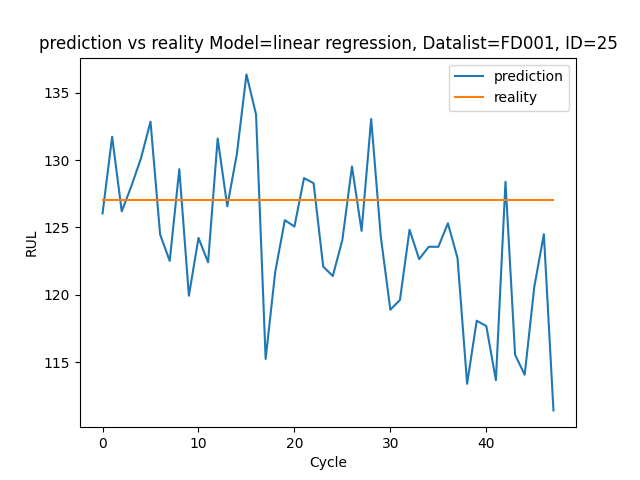 prediction vs reality Model=linear regression, Datalist=FD001, ID=25
prediction
reality
135
130
125
120
115
RUL
0 10 20 30 40
Cycle